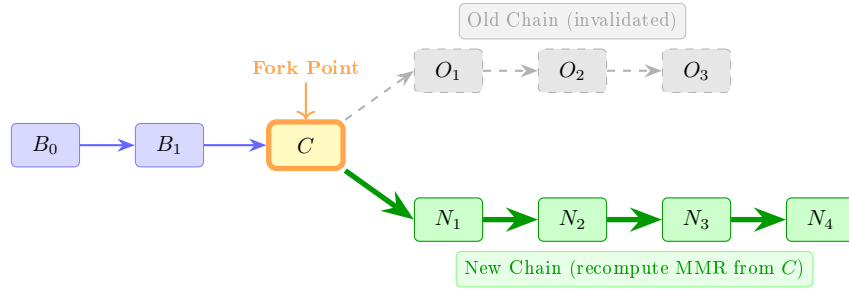 Old Chain (invalidated)
O₁ O₂ O₃
Fork Point
B₀ B₁ C
N₁ N₂ N₃ N₄
New Chain (recompute MMR from C)